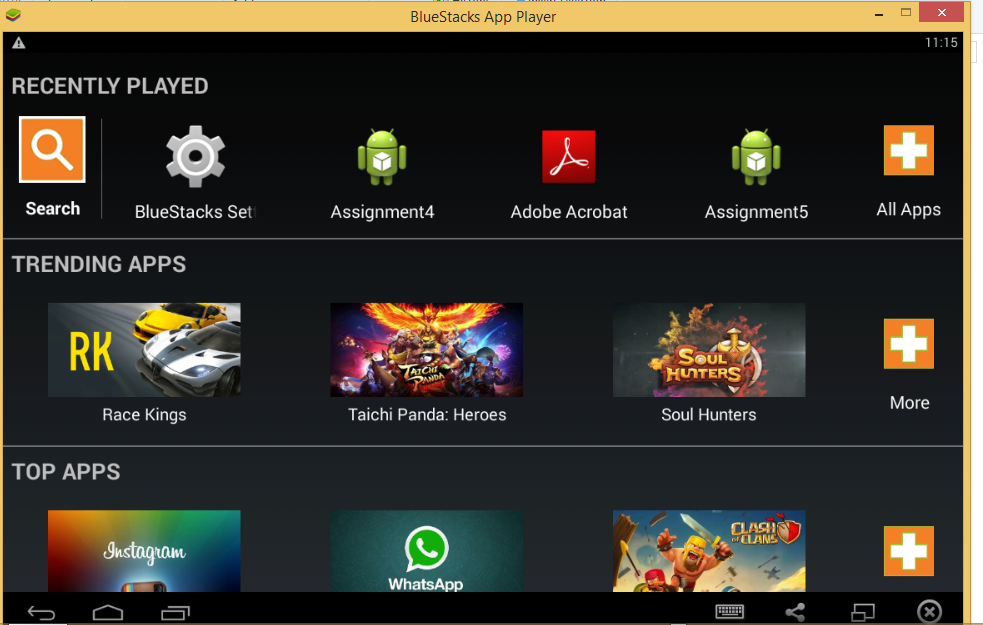 BlueStacks App Player
11:15
RECENTLY PLAYED
Search
BlueStacks Set
Assignment4
Adobe Acrobat
Assignment5
All Apps
TRENDING APPS
RK
TAICHI PANDA
SOUL HUNTERS
Race Kings
Taichi Panda: Heroes
Soul Hunters
More
TOP APPS
Instagram
WhatsApp
CLASH OF CLANS